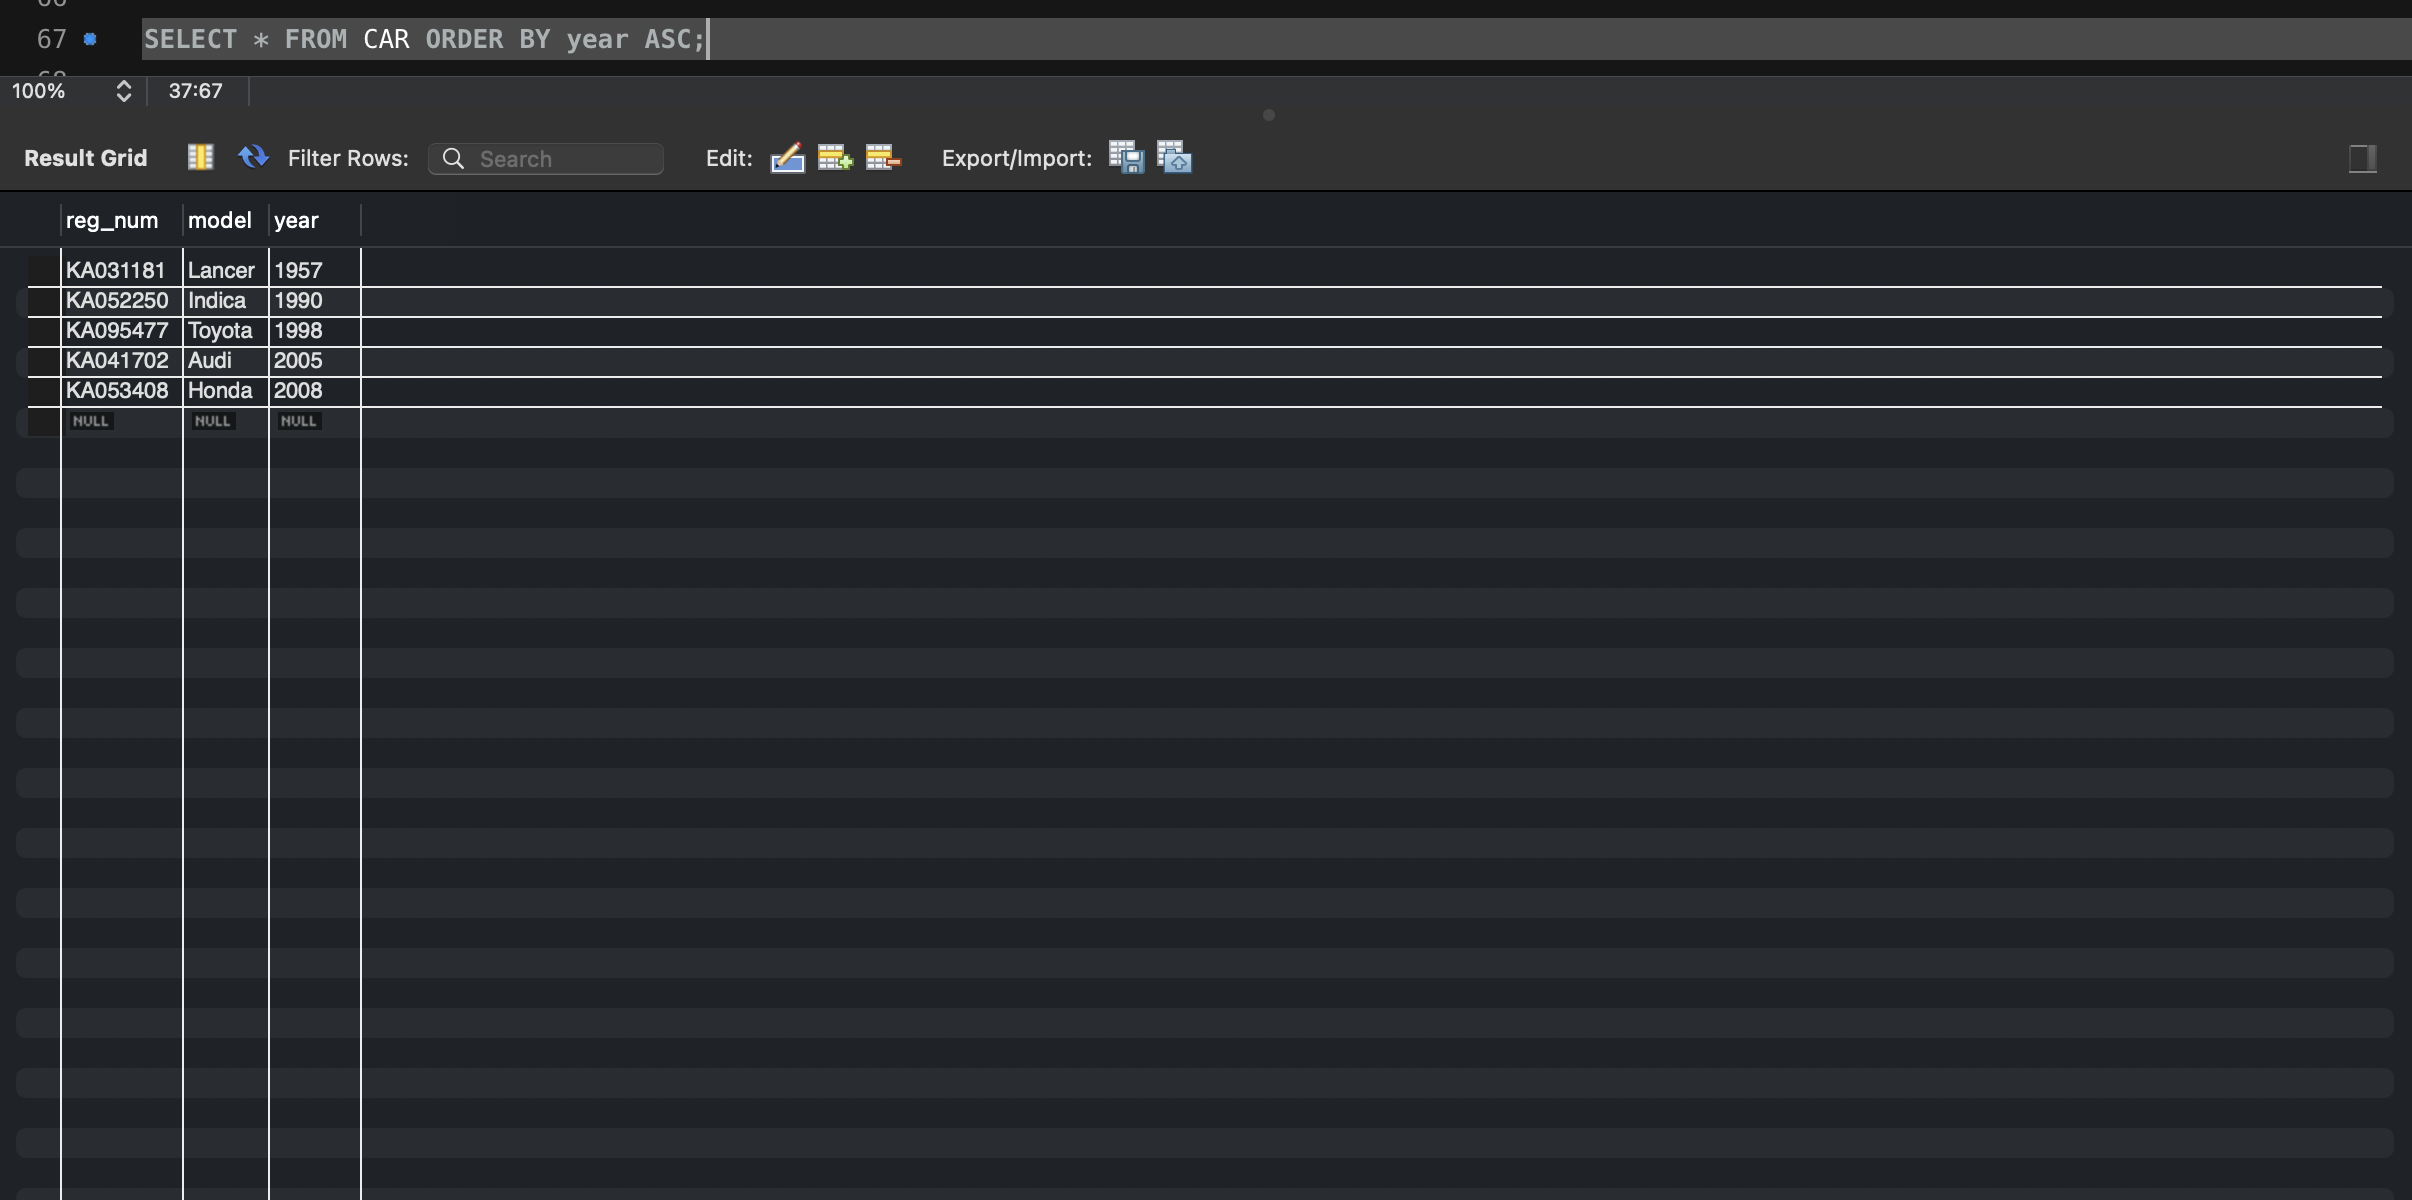 67 SELECT * FROM CAR ORDER BY year ASC;
100% 37:67
Result Grid Filter Rows: Search Edit: Export/Import:
reg_num model year
KA031181 Lancer 1957
KA052250 Indica 1990
KA095477 Toyota 1998
KA041702 Audi 2005
KA053408 Honda 2008
NULL NULL NULL